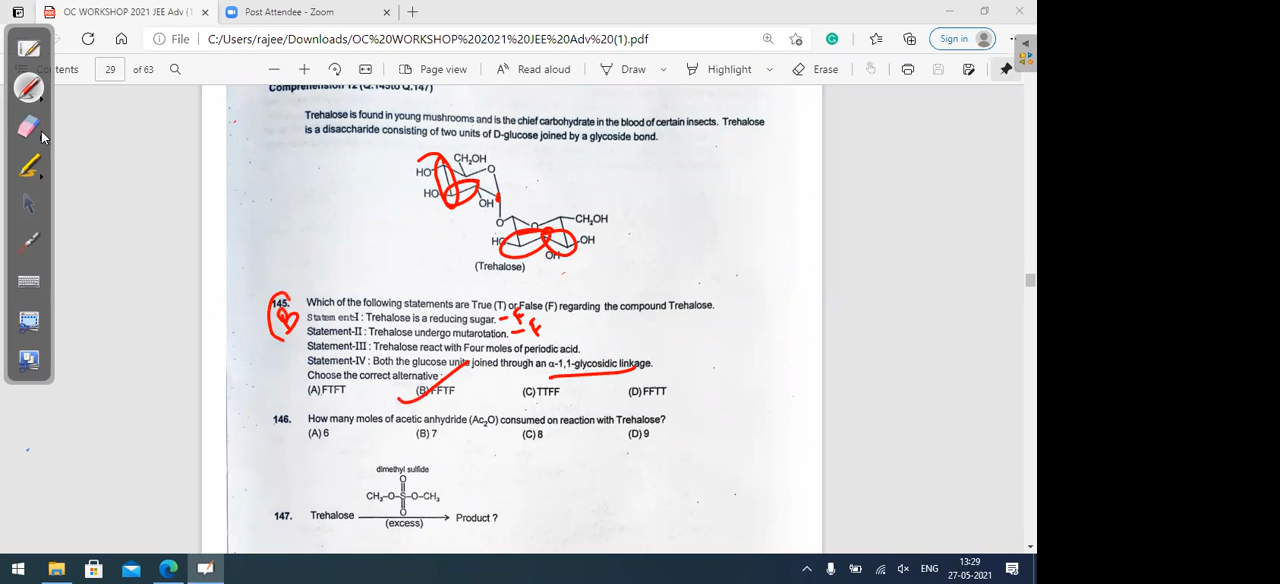 OC WORKSHOP 2021 JEE Adv (1
Post Attendee - Zoom
File
C:/Users/rajee/Downloads/OC%20WORKSHOP%202021%20JEE%20Adv%20(1).pdf
Sign in
ntents
29
of 63
Page view
Read aloud
Draw
Highlight
Erase
Comprehension 12 (Q.145to Q.147)
Trehalose is found in young mushrooms and is the chief carbohydrate in the blood of certain insects. Trehalose
is a disaccharide consisting of two units of D-glucose joined by a glycoside bond.
CH₂OH
O
HO
HO
OH
O
O
CH₂OH
HO
OH
OH
(Trehalose)
145. Which of the following statements are True (T) or False (F) regarding the compound Trehalose.
B
Statement-I : Trehalose is a reducing sugar. - F
Statement-II : Trehalose undergo mutarotation. - F
Statement-III : Trehalose react with Four moles of periodic acid.
Statement-IV : Both the glucose units joined through an α-1,1-glycosidic linkage.
Choose the correct alternative :
(A) FTFT (B) FFTF (C) TTFF (D) FFTT
146. How many moles of acetic anhydride (Ac₂O) consumed on reaction with Trehalose?
(A) 6 (B) 7 (C) 8 (D) 9
dimethyl sulfide
O
CH₃-O-S-O-CH₃
O
147. Trehalose (excess) Product ?
ENG
13:29
27-05-2021